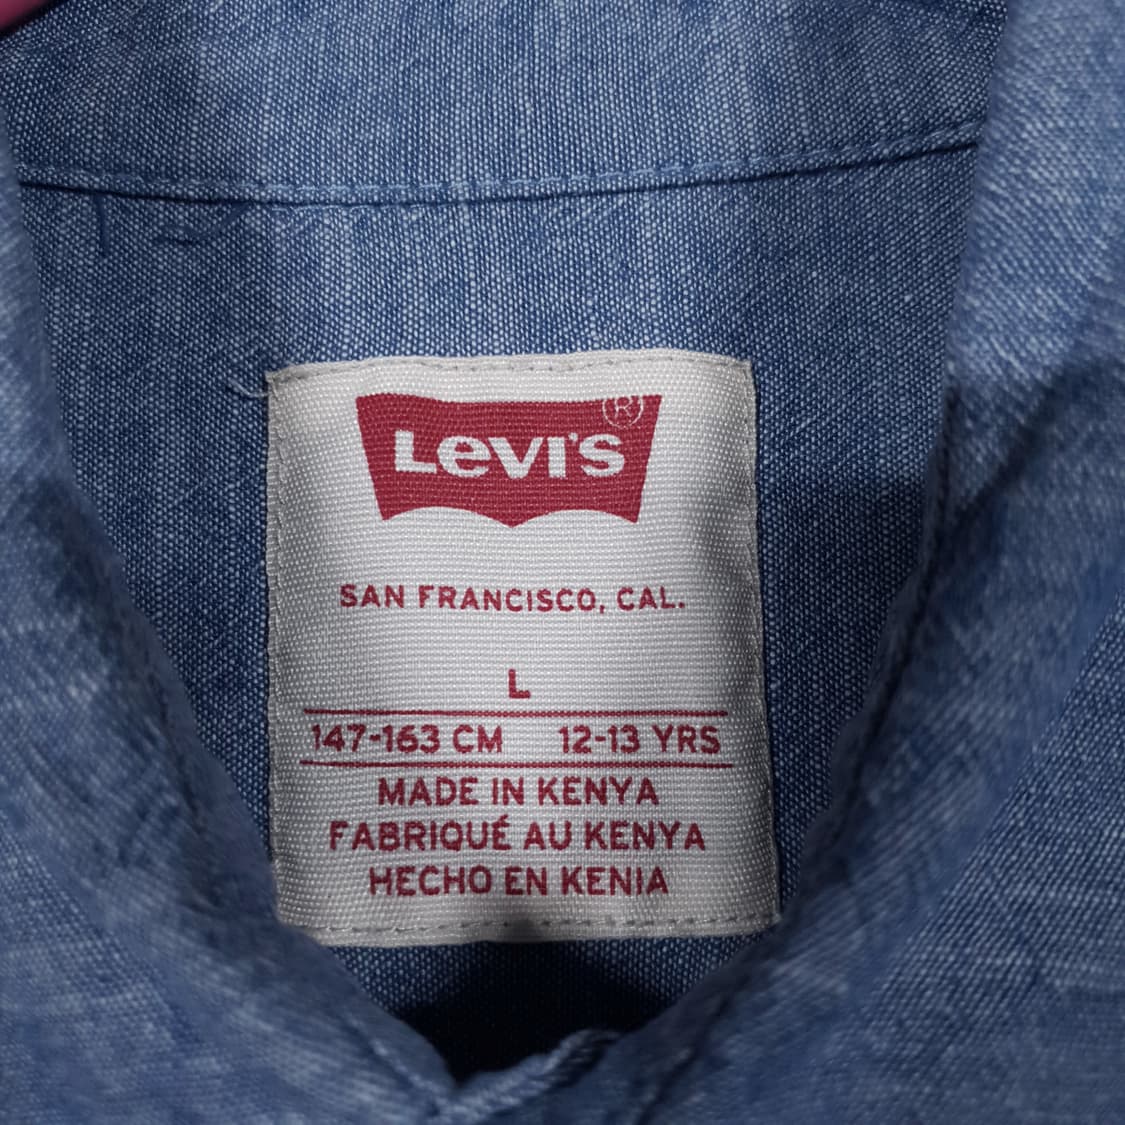 Levi's®
SAN FRANCISCO, CAL.
L
147-163 CM 12-13 YRS
MADE IN KENYA
FABRIQUÉ AU KENYA
HECHO EN KENIA